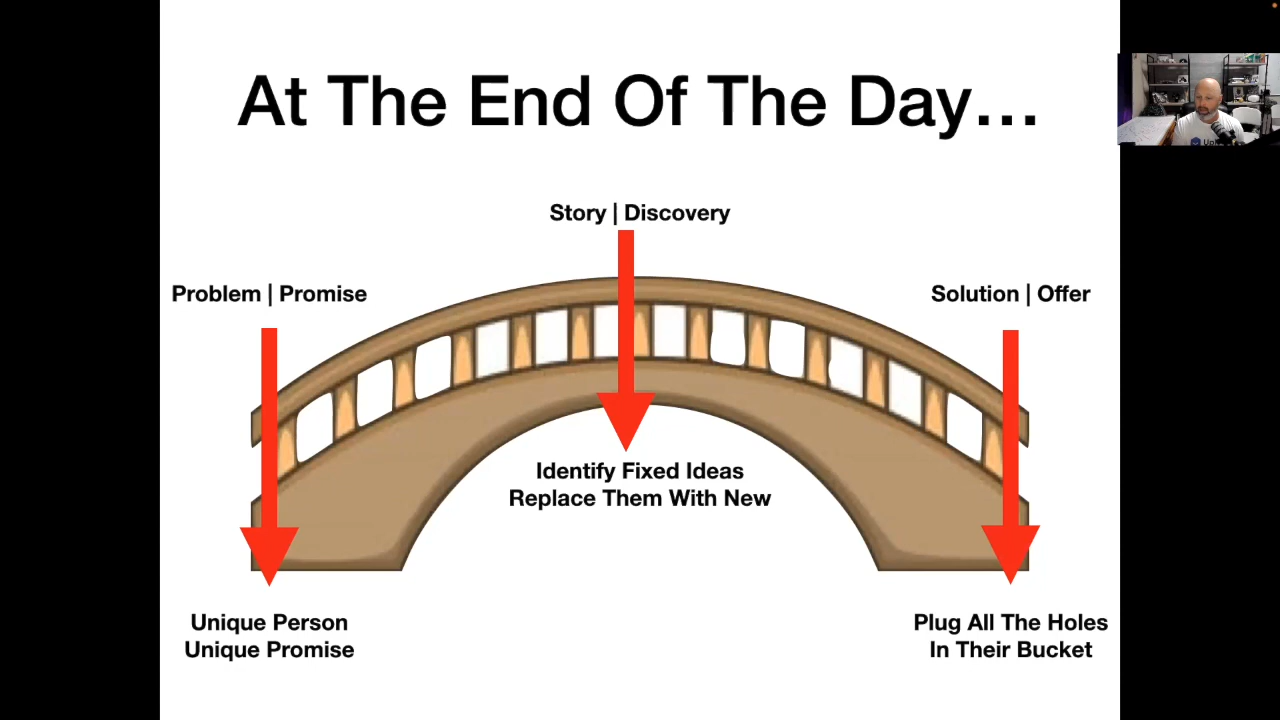 At The End Of The Day...
Story | Discovery
Problem | Promise
Solution | Offer
Identify Fixed Ideas
Replace Them With New
Unique Person
Unique Promise
Plug All The Holes
In Their Bucket